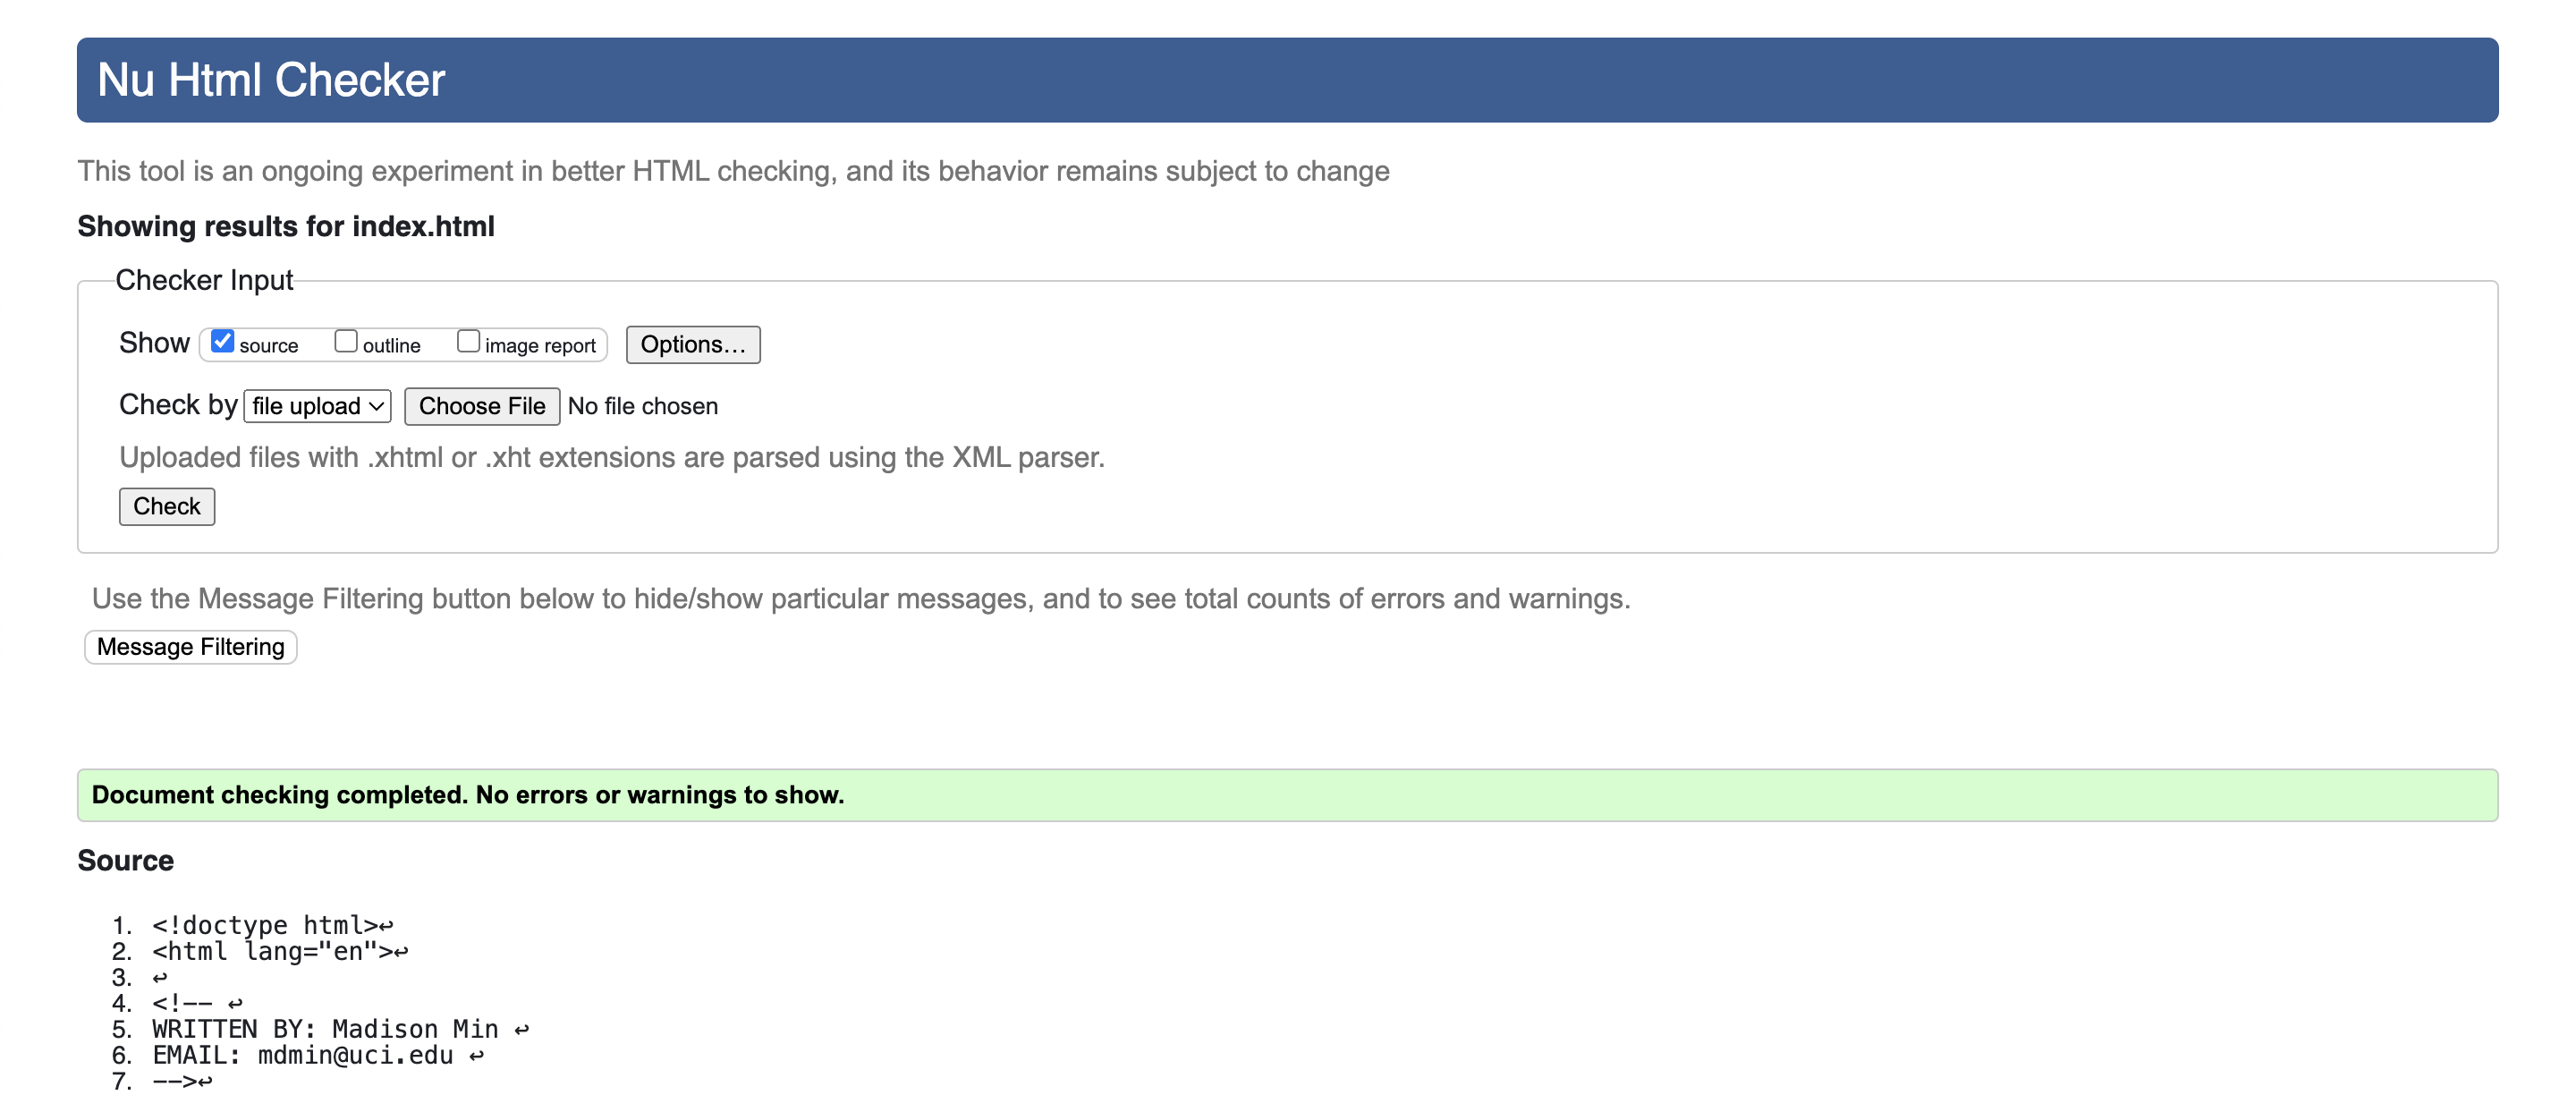 Nu Html Checker
This tool is an ongoing experiment in better HTML checking, and its behavior remains subject to change
Showing results for index.html
Checker Input
Show source outline image report Options...
Check by file upload Choose File No file chosen
Uploaded files with .xhtml or .xht extensions are parsed using the XML parser.
Check
Use the Message Filtering button below to hide/show particular messages, and to see total counts of errors and warnings.
Message Filtering
Document checking completed. No errors or warnings to show.
Source
1. <!doctype html>↩
2. <html lang="en">↩
3. ↩
4. <!-- ↩
5. WRITTEN BY: Madison Min ↩
6. EMAIL: mdmin@uci.edu ↩
7. -->↩